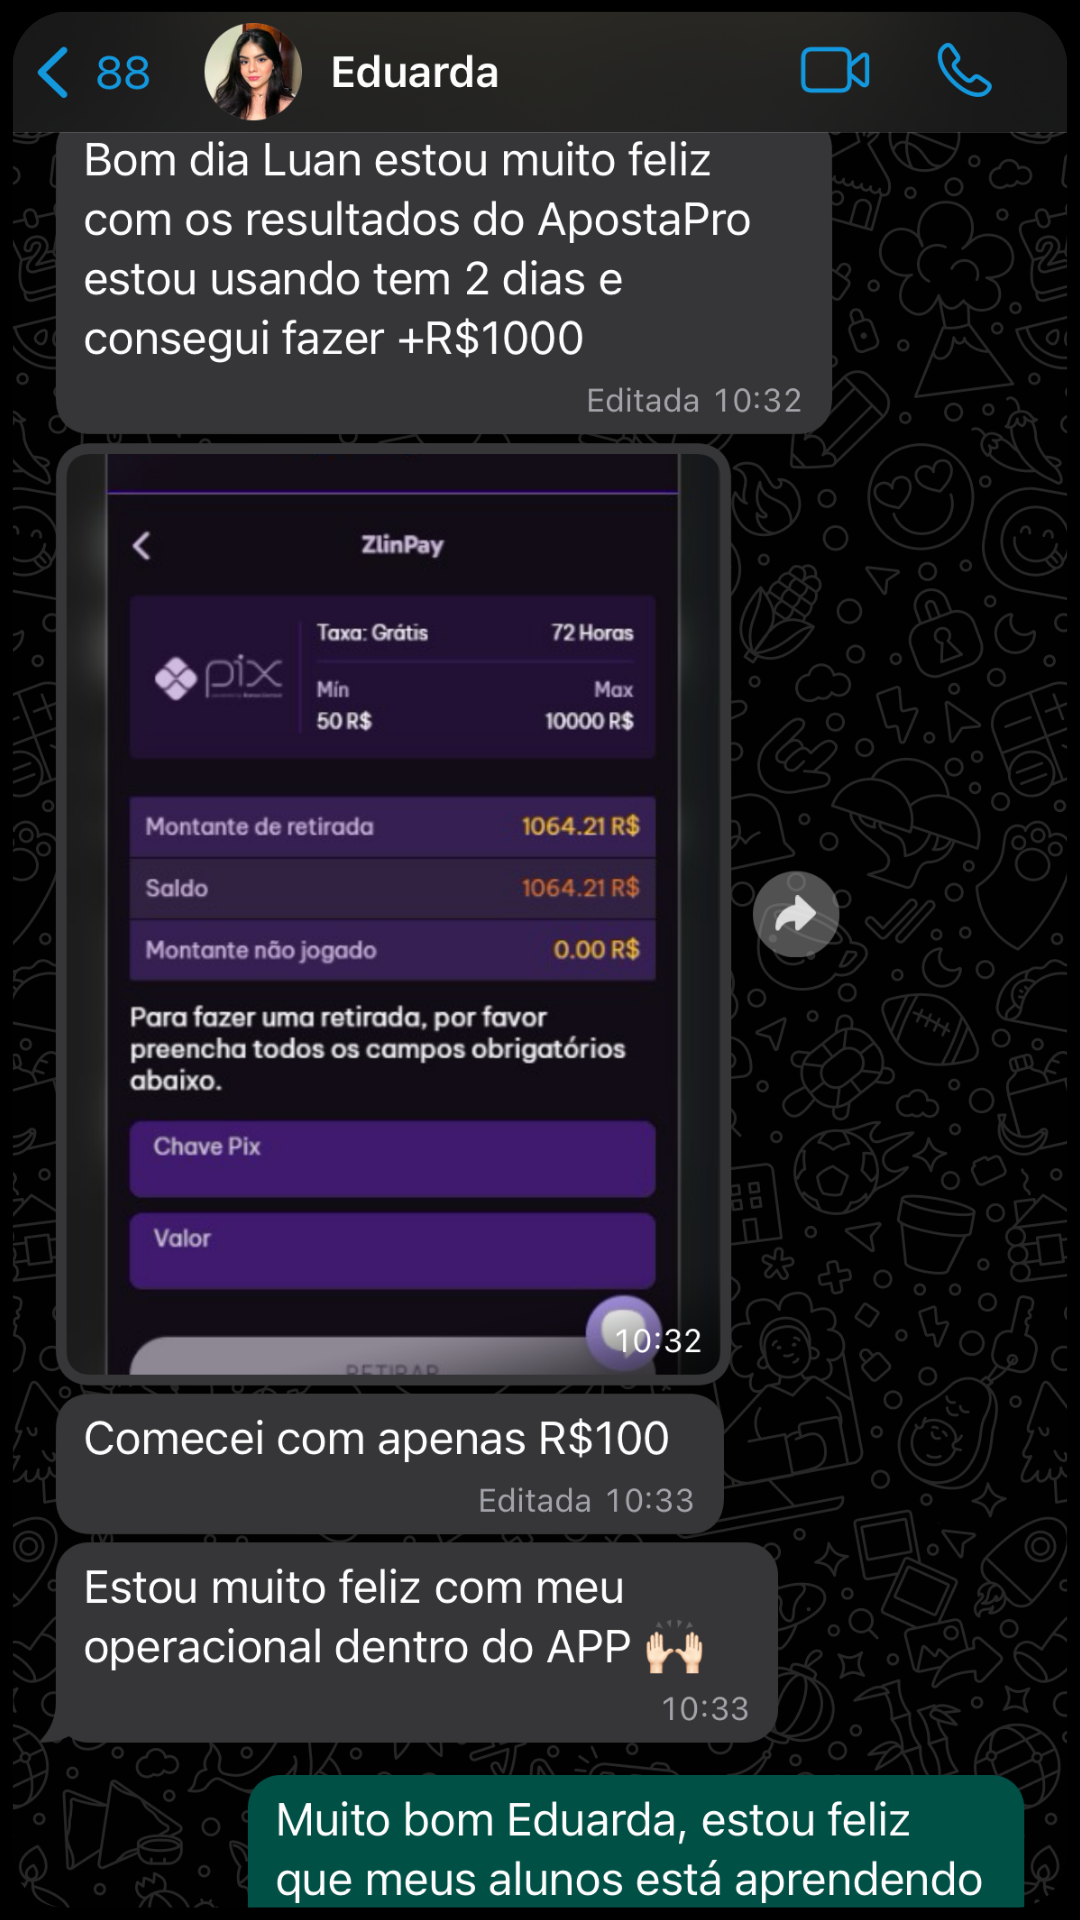 88
Eduarda
Bom dia Luan estou muito feliz
com os resultados do ApostaPro
estou usando tem 2 dias e
consegui fazer +R$1000
Editada 10:32
ZlinPay
pix
Taxa: Grátis
72 Horas
Mín
Max
50 R$
10000 R$
Montante de retirada
1064.21 R$
Saldo
1064.21 R$
Montante não jogado
0.00 R$
Para fazer uma retirada, por favor
preencha todos os campos obrigatórios
abaixo.
Chave Pix
Valor
10:32
RETIRAR
Comecei com apenas R$100
Editada 10:33
Estou muito feliz com meu
operacional dentro do APP 🙌🏻
10:33
Muito bom Eduarda, estou feliz
que meus alunos está aprendendo